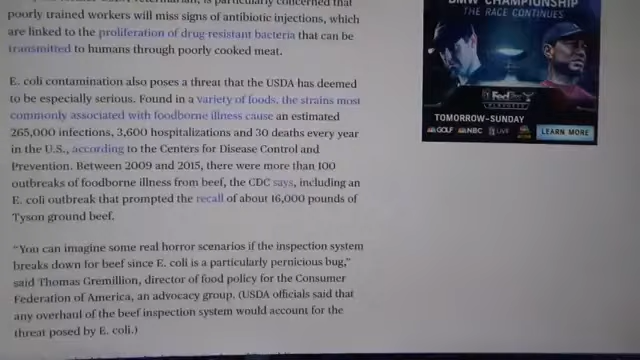 is particularly concerned that
poorly trained workers will miss signs of antibiotic injections, which
are linked to the proliferation of drug-resistant bacteria that can be
transmitted to humans through poorly cooked meat.
E. coli contamination also poses a threat that the USDA has deemed
to be especially serious. Found in a variety of foods, the strains most
commonly associated with foodborne illness cause an estimated
265,000 infections, 3,600 hospitalizations and 30 deaths every year
in the U.S., according to the Centers for Disease Control and
Prevention. Between 2009 and 2015, there were more than 100
outbreaks of foodborne illness from beef, the CDC says, including an
E. coli outbreak that prompted the recall of about 16,000 pounds of
Tyson ground beef.
“You can imagine some real horror scenarios if the inspection system
breaks down for beef since E. coli is a particularly pernicious bug,”
said Thomas Gremillion, director of food policy for the Consumer
Federation of America, an advocacy group. (USDA officials said that
any overhaul of the beef inspection system would account for the
threat posed by E. coli.)
BMW CHAMPIONSHIP
THE RACE CONTINUES
FedEx
TOMORROW–SUNDAY
GOLF NBC LIVE
LEARN MORE